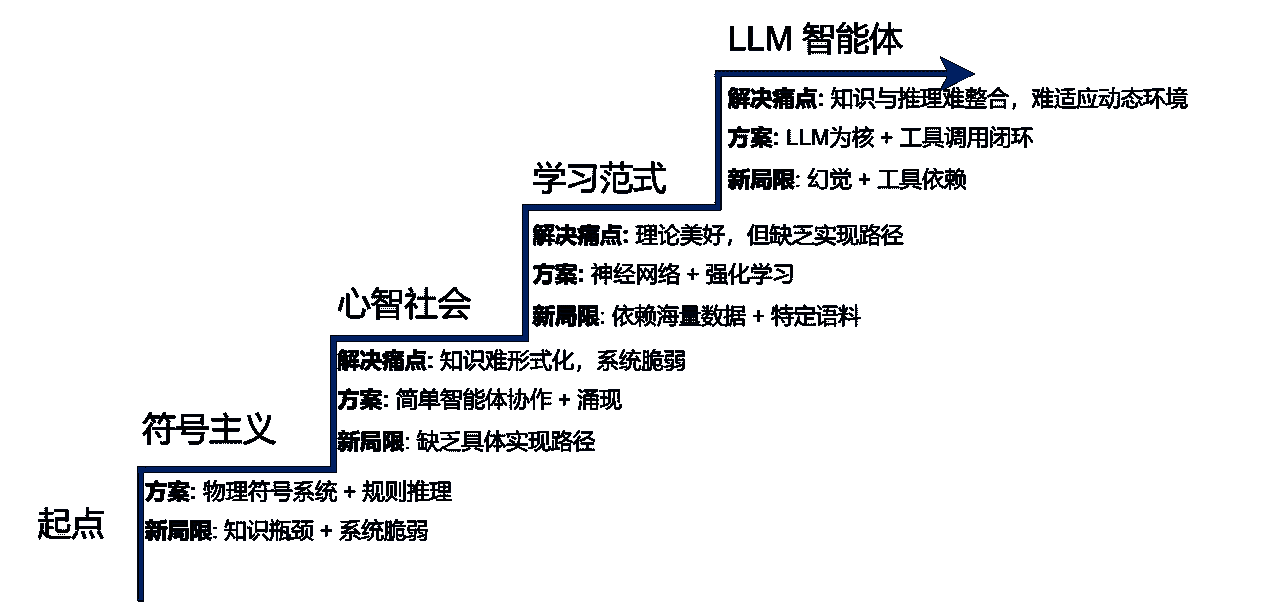 LLM 智能体
解决痛点: 知识与推理难整合，难适应动态环境
方案: LLM为核 + 工具调用闭环
新局限: 幻觉 + 工具依赖
学习范式
解决痛点: 理论美好，但缺乏实现路径
方案: 神经网络 + 强化学习
新局限: 依赖海量数据 + 特定语料
心智社会
解决痛点: 知识难形式化，系统脆弱
方案: 简单智能体协作 + 涌现
新局限: 缺乏具体实现路径
符号主义
方案: 物理符号系统 + 规则推理
新局限: 知识瓶颈 + 系统脆弱
起点